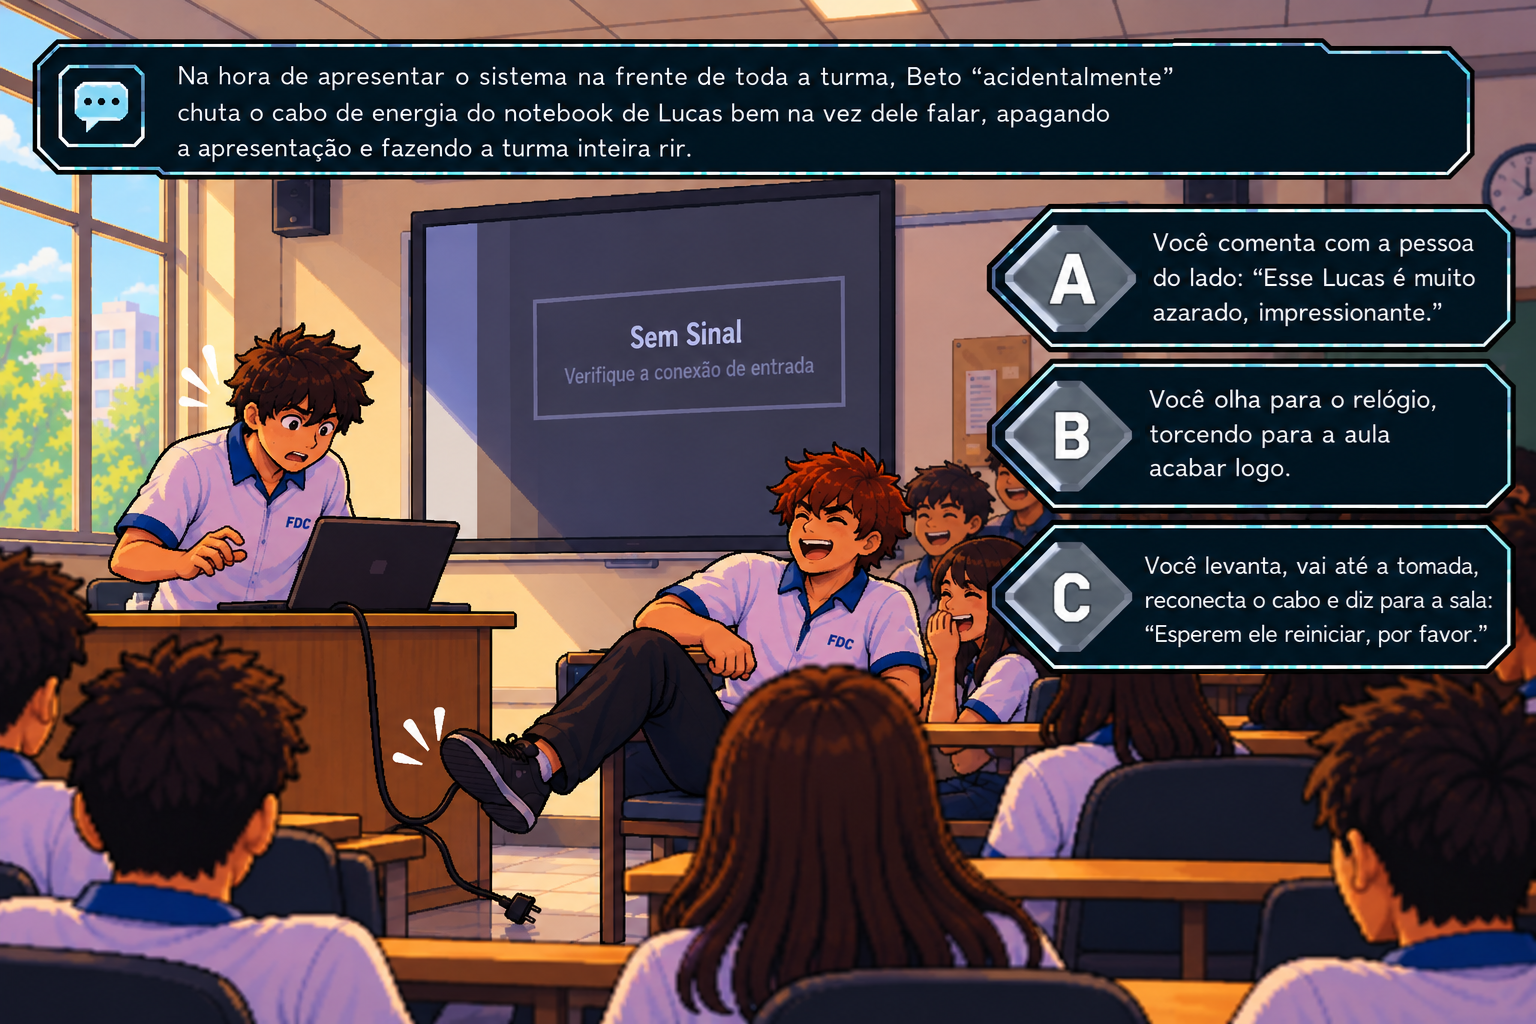 Na hora de apresentar o sistema na frente de toda a turma, Beto “acidentalmente”
chuta o cabo de energia do notebook de Lucas bem na vez dele falar, apagando
a apresentação e fazendo a turma inteira rir.
Sem Sinal
Verifique a conexão de entrada
A
Você comenta com a pessoa
do lado: “Esse Lucas é muito
azarado, impressionante.”
B
Você olha para o relógio,
torcendo para a aula
acabar logo.
C
Você levanta, vai até a tomada,
reconecta o cabo e diz para a sala:
“Esperem ele reiniciar, por favor.”
FDC
FDC